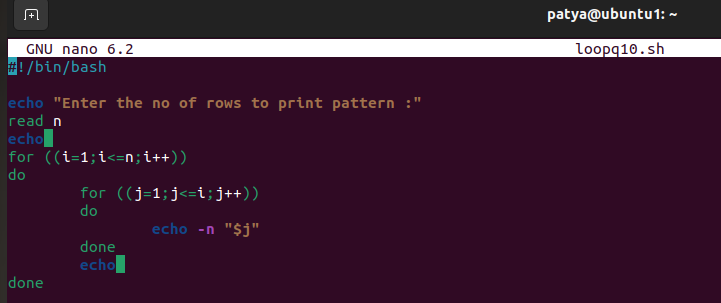 patya@ubuntu1: ~
GNU nano 6.2 loopq10.sh
#!/bin/bash

echo "Enter the no of rows to print pattern :"
read n
echo
for ((i=1;i<=n;i++))
do
        for ((j=1;j<=i;j++))
        do
                echo -n "$j"
        done
        echo
done